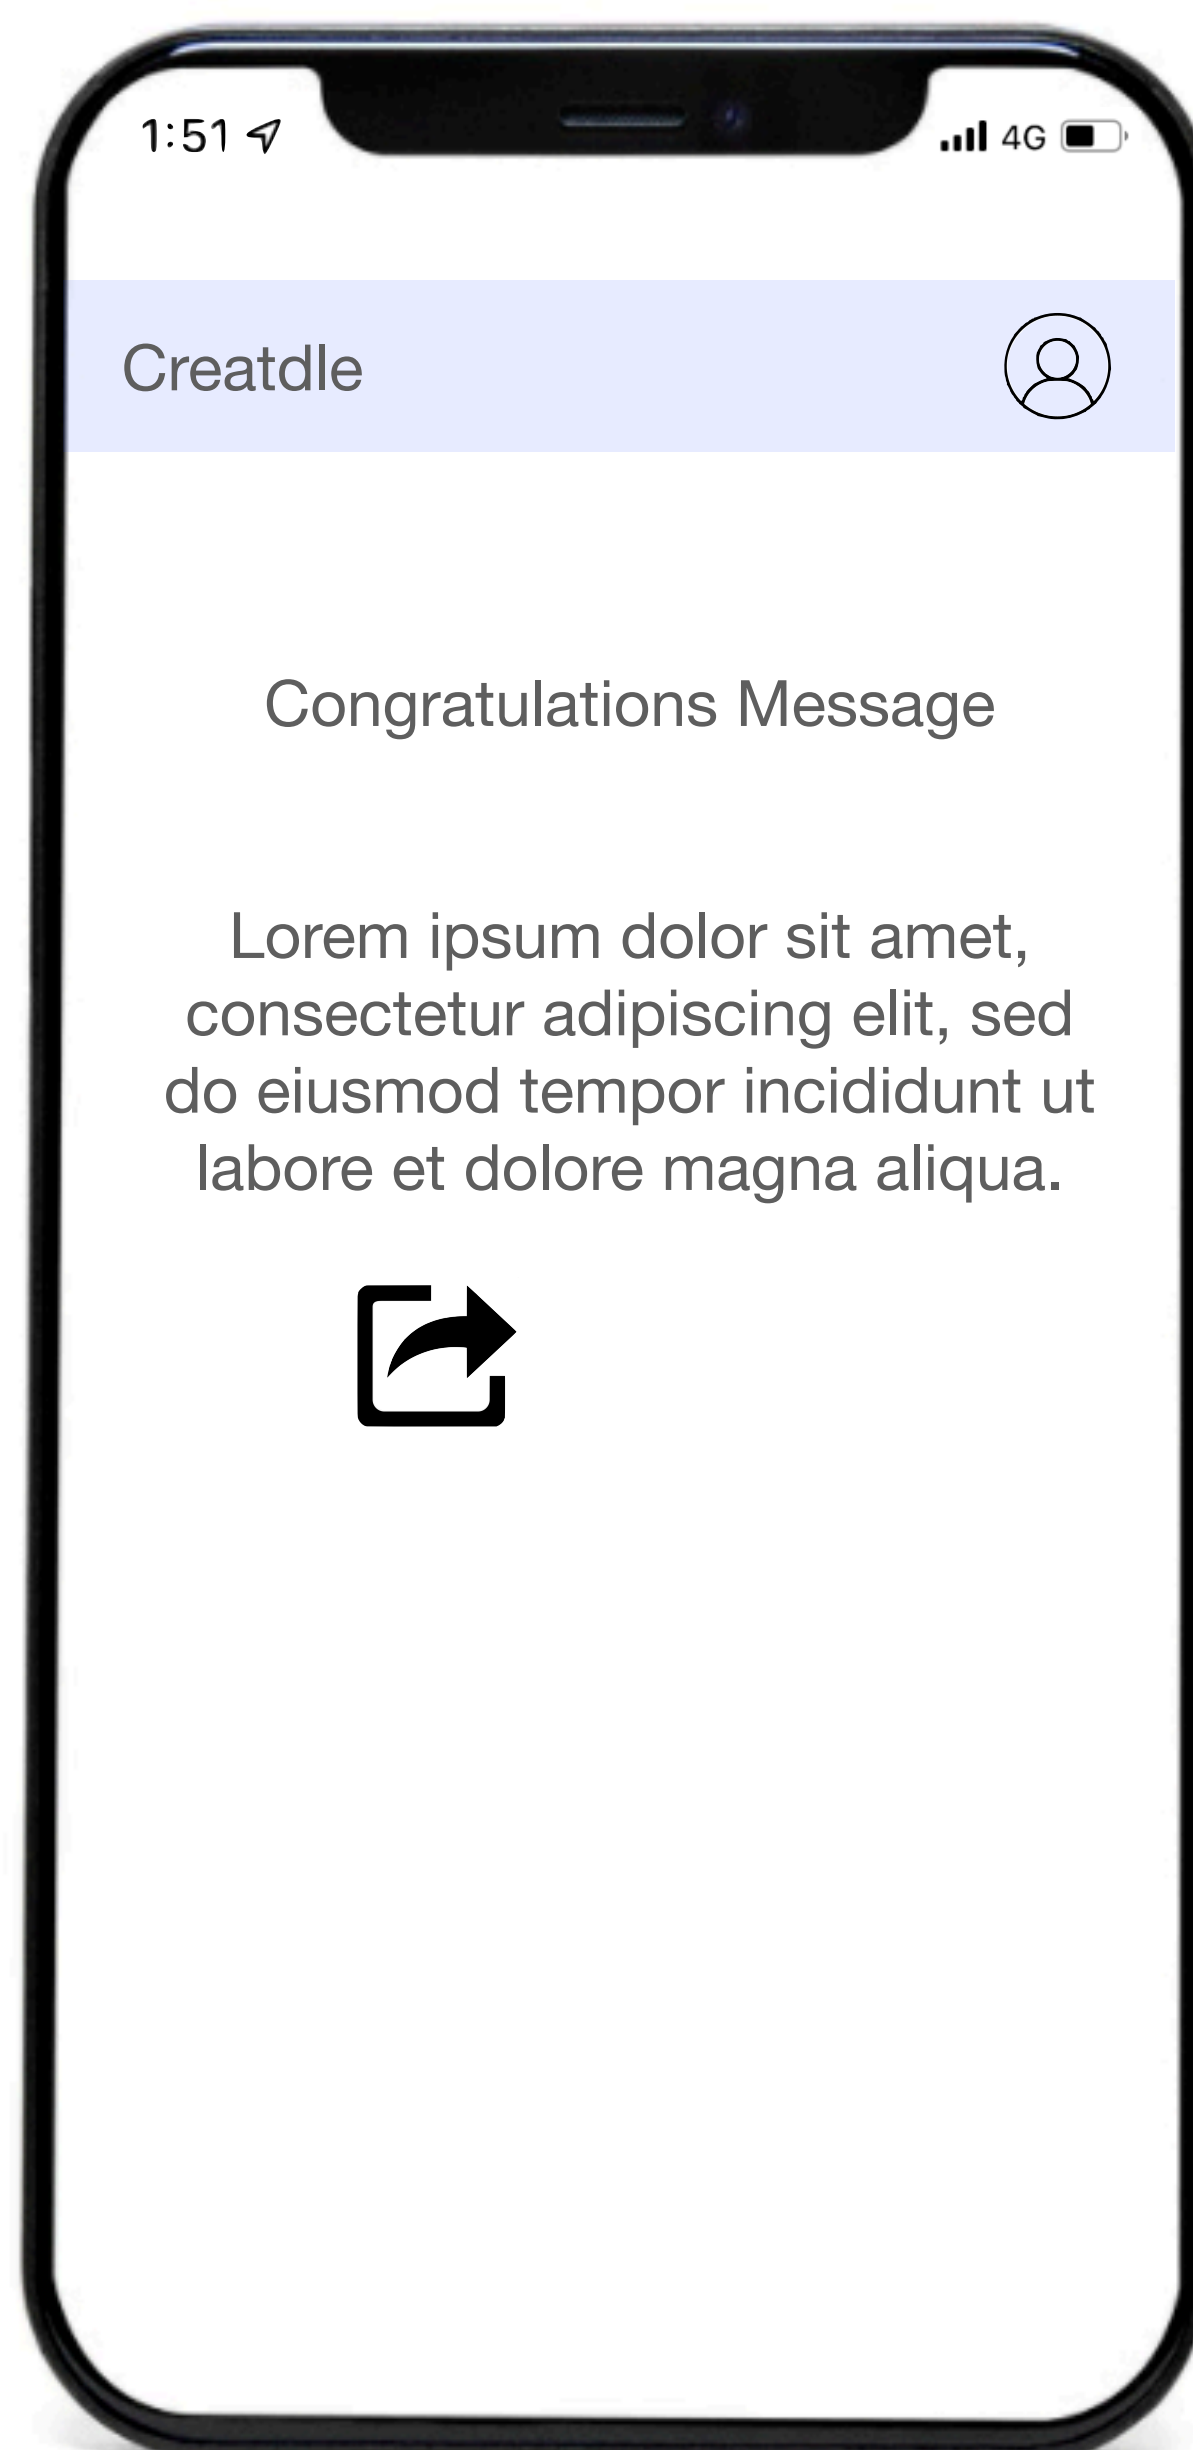 1:51
4G
Creatdle
Congratulations Message
Lorem ipsum dolor sit amet,
consectetur adipiscing elit, sed
do eiusmod tempor incididunt ut
labore et dolore magna aliqua.